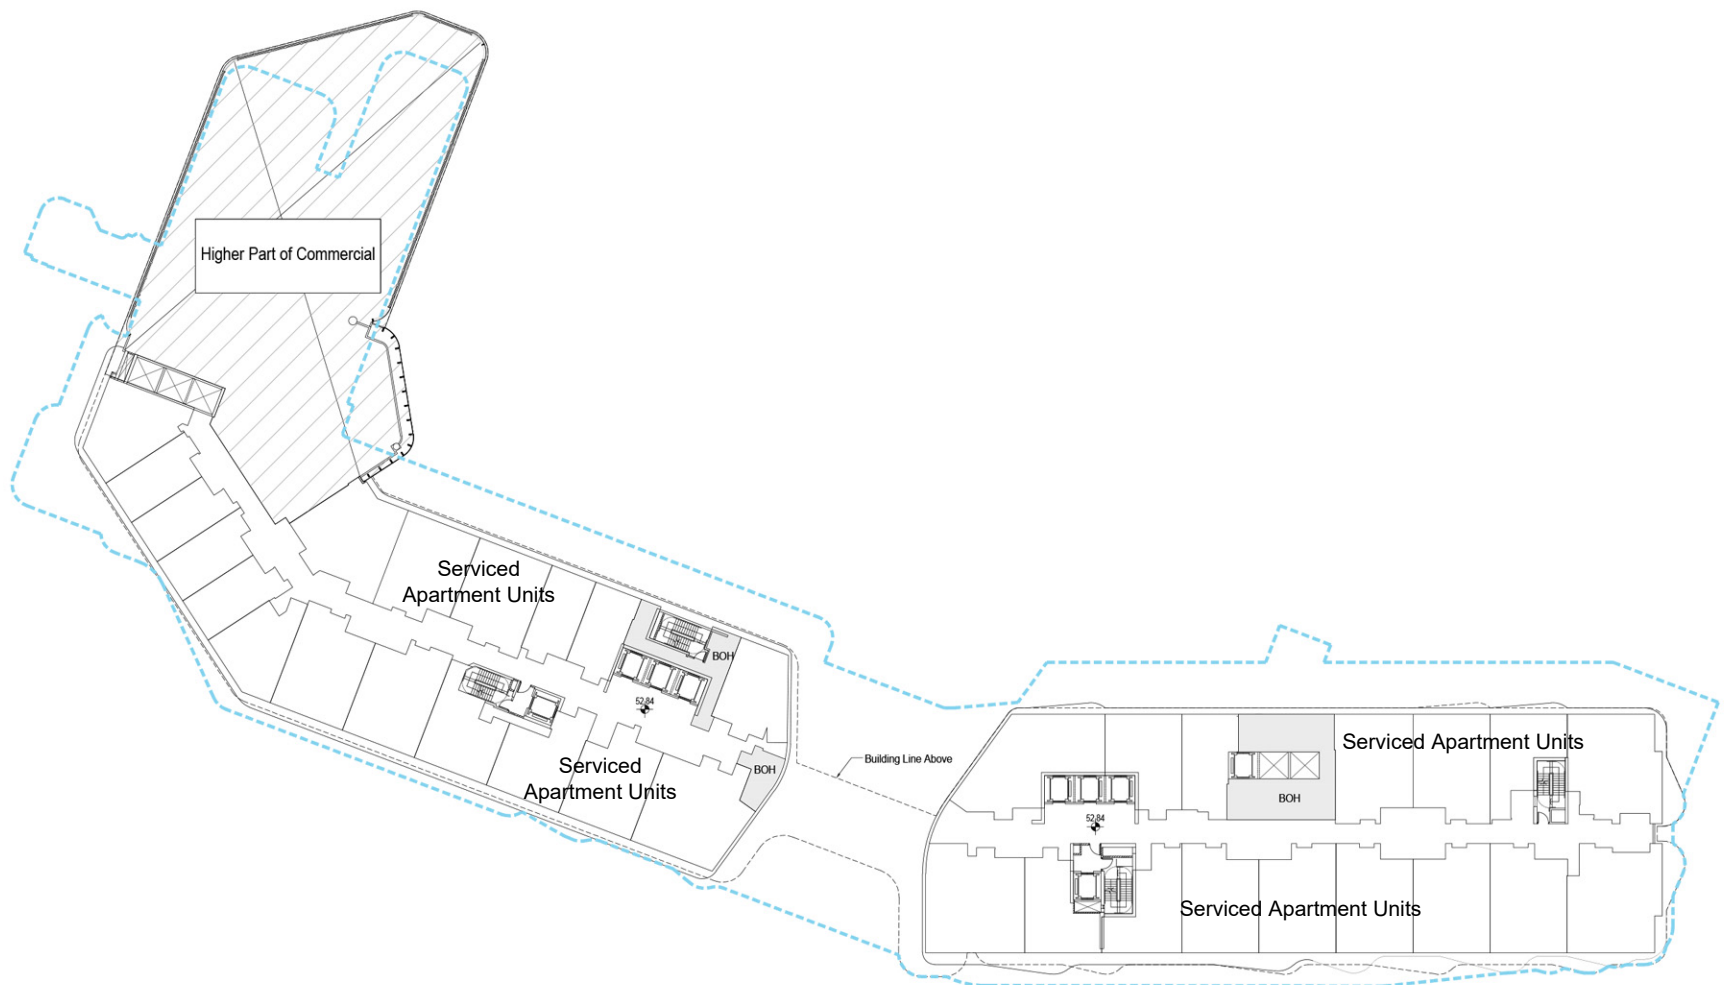 Higher Part of Commercial
Serviced
Apartment Units
BOH
52.84
Serviced
Apartment Units
BOH
Building Line Above
Serviced Apartment Units
BOH
52.84
Serviced Apartment Units